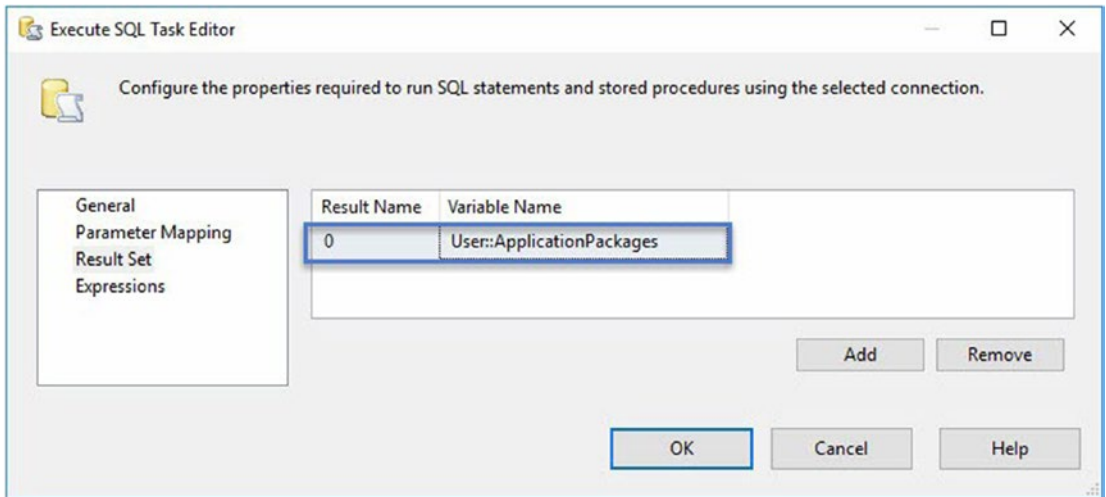 Execute SQL Task Editor
Configure the properties required to run SQL statements and stored procedures using the selected connection.
General
Parameter Mapping
Result Set
Expressions
Result Name Variable Name
0 User::ApplicationPackages
Add Remove
OK Cancel Help